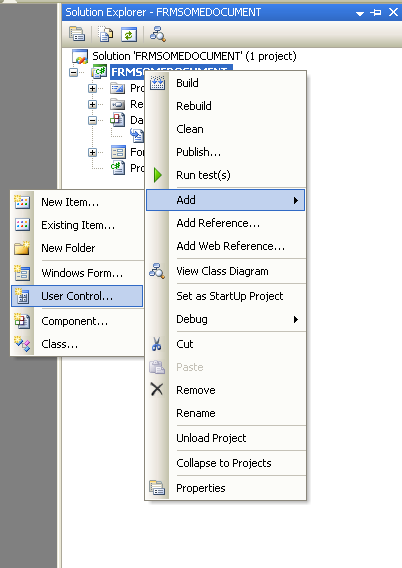 Solution Explorer - FRMSOMEDOCUMENT
Solution 'FRMSOMEDOCUMENT' (1 project)
FRMSOMEDOCUMENT
Pro
Re
Da
For
Pro
Build
Rebuild
Clean
Publish...
Run test(s)
Add
Add Reference...
Add Web Reference...
View Class Diagram
Set as StartUp Project
Debug
Cut
Paste
Remove
Rename
Unload Project
Collapse to Projects
Properties
New Item...
Existing Item...
New Folder
Windows Form...
User Control...
Component...
Class...